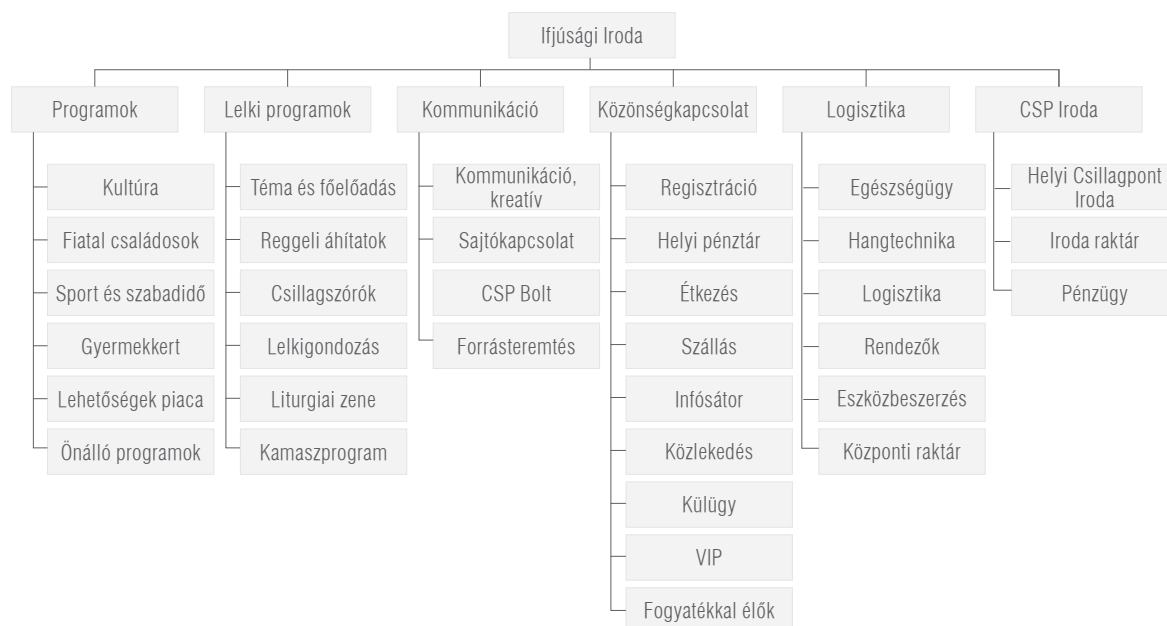 Ifjúsági Iroda
Programok
Kultúra
Fiatal családosok
Sport és szabadidő
Gyermekkert
Lehetőségek piaca
Önálló programok
Lelki programok
Téma és főelőadás
Reggeli áhítatok
Csillagszórók
Lelkigondozás
Liturgiai zene
Kamaszprogram
Kommunikáció
Kommunikáció,
kreatív
Sajtókapcsolat
CSP Bolt
Forrásteremtés
Közönségkapcsolat
Regisztráció
Helyi pénztár
Étkezés
Szállás
Infósátor
Közlekedés
Külügy
VIP
Fogyatékkal élők
Logisztika
Egészségügy
Hangtechnika
Logisztika
Rendezők
Eszközbeszerzés
Központi raktár
CSP Iroda
Helyi Csillagpont
Iroda
Iroda raktár
Pénzügy